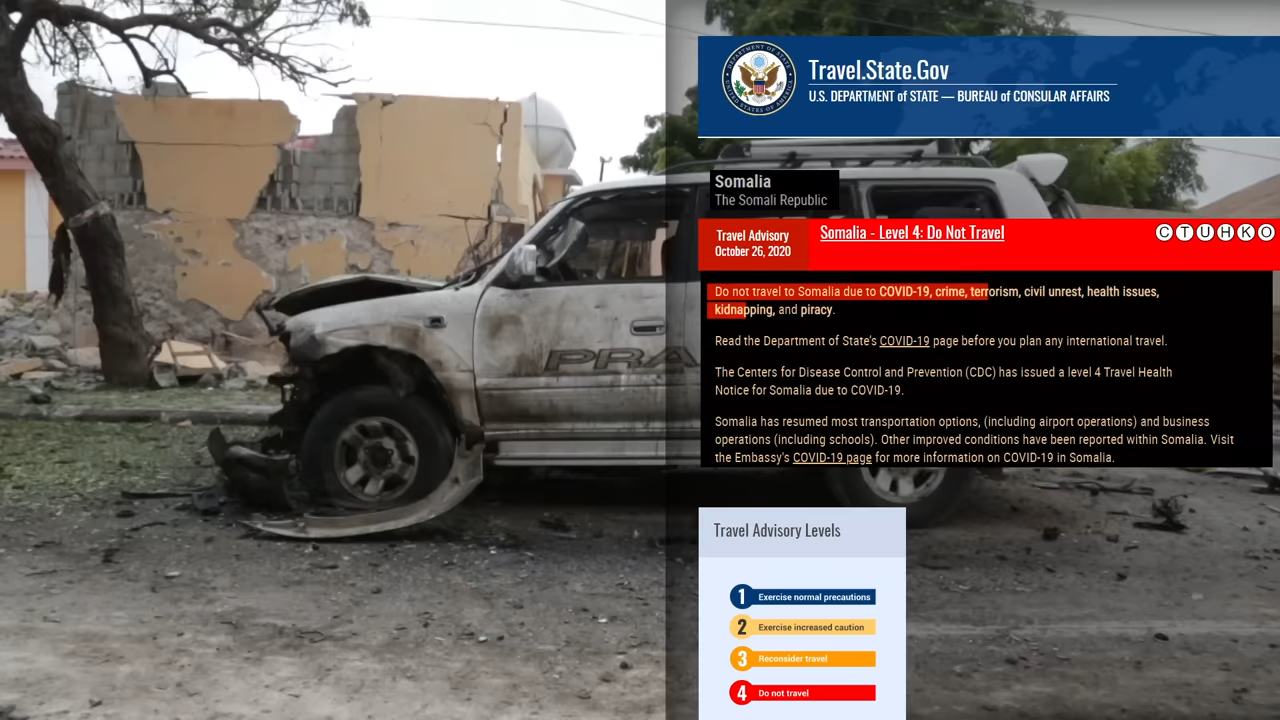 PRA
Travel.State.Gov
U.S. DEPARTMENT of STATE — BUREAU of CONSULAR AFFAIRS
Somalia
The Somali Republic
Travel Advisory
October 26, 2020
Somalia - Level 4: Do Not Travel
C T U H K O
Do not travel to Somalia due to COVID-19, crime, terrorism, civil unrest, health issues,
kidnapping, and piracy.
Read the Department of State's COVID-19 page before you plan any international travel.
The Centers for Disease Control and Prevention (CDC) has issued a level 4 Travel Health
Notice for Somalia due to COVID-19.
Somalia has resumed most transportation options, (including airport operations) and business
operations (including schools). Other improved conditions have been reported within Somalia. Visit
the Embassy's COVID-19 page for more information on COVID-19 in Somalia.
Travel Advisory Levels
1 Exercise normal precautions
2 Exercise increased caution
3 Reconsider travel
4 Do not travel